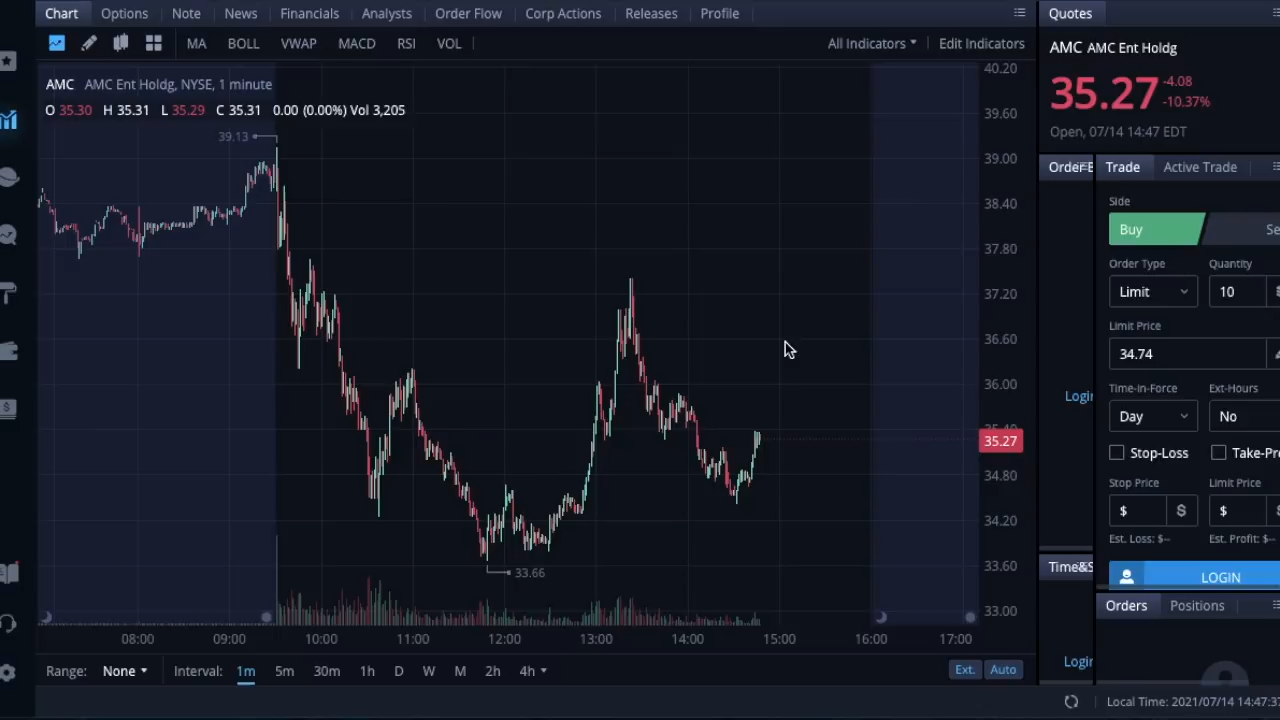 Chart Options Note News Financials Analysts Order Flow Corp Actions Releases Profile
MA BOLL VWAP MACD RSI VOL All Indicators Edit Indicators
AMC AMC Ent Holdg, NYSE, 1 minute
O 35.30 H 35.31 L 35.29 C 35.31 0.00 (0.00%) Vol 3,205
39.13
33.66
40.20
39.60
39.00
38.40
37.80
37.20
36.60
36.00
35.40
35.27
34.80
34.20
33.60
33.00
08:00 09:00 10:00 11:00 12:00 13:00 14:00 15:00 16:00 17:00
Range: None Interval: 1m 5m 30m 1h D W M 2h 4h Ext. Auto
Quotes
AMC AMC Ent Holdg
35.27 -4.08
-10.37%
Open, 07/14 14:47 EDT
Trade Active Trade
Side
Buy Se
Order Type Quantity
Limit 10
Limit Price
34.74
Time-in-Force Ext-Hours
Day No
Stop-Loss Take-Pr
Stop Price Limit Price
$ $ $
Est. Loss: $-- Est. Profit: $--
LOGIN
Login
Time&S
Orders Positions
Login
Local Time: 2021/07/14 14:47:3